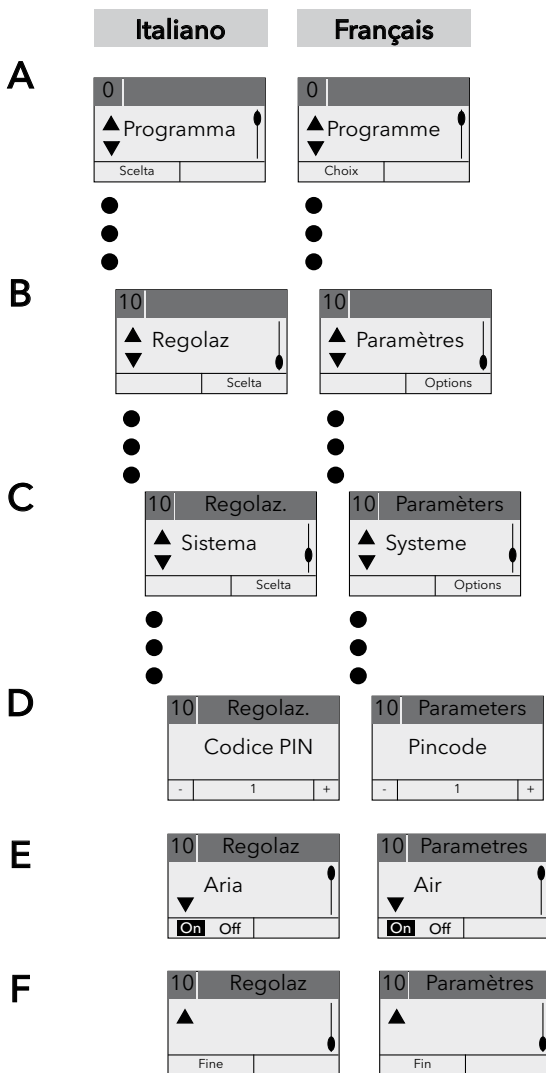 Italiano Français
A
0 0
Programma Programme
Scelta Choix
B
10 10
Regolaz Paramètres
Scelta Options
C
10 Regolaz. 10 Paramèters
Sistema Systeme
Scelta Options
D
10 Regolaz. 10 Parameters
Codice PIN Pincode
- 1 + - 1 +
E
10 Regolaz 10 Parametres
Aria Air
On Off On Off
F
10 Regolaz 10 Paramètres
Fine Fin